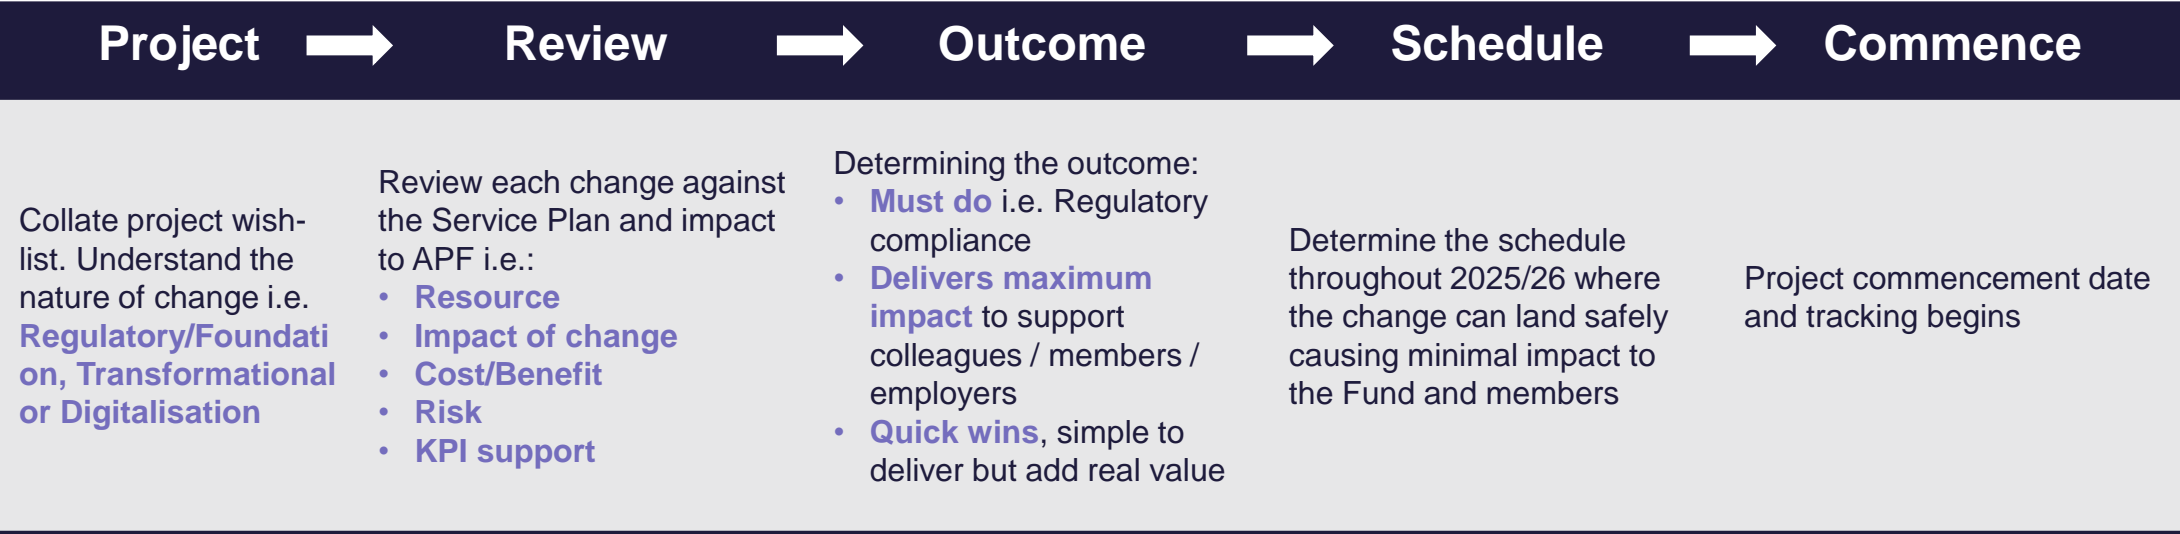 Project
Review
Outcome
Schedule
Commence
Collate project wish-
list. Understand the
nature of change i.e.
Regulatory/Foundati
on, Transformational
or Digitalisation
Review each change against
the Service Plan and impact
to APF i.e.:
• Resource
• Impact of change
• Cost/Benefit
• Risk
• KPI support
Determining the outcome:
• Must do i.e. Regulatory
compliance
• Delivers maximum
impact to support
colleagues / members /
employers
• Quick wins, simple to
deliver but add real value
Determine the schedule
throughout 2025/26 where
the change can land safely
causing minimal impact to
the Fund and members
Project commencement date
and tracking begins